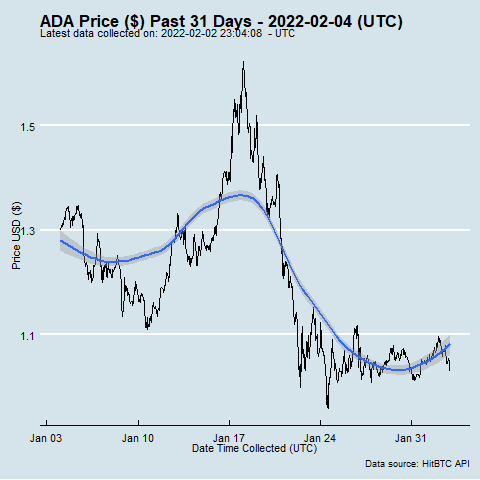 ADA Price ($) Past 31 Days - 2022-02-04 (UTC)
Latest data collected on: 2022-02-02 23:04:08 - UTC
1.5
1.3
1.1
Price USD ($)
Jan 03 Jan 10 Jan 17 Jan 24 Jan 31
Date Time Collected (UTC)
Data source: HitBTC API